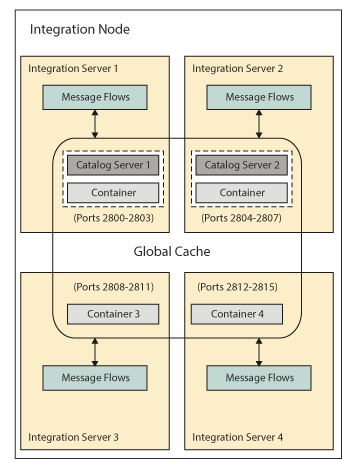 Integration Node
Integration Server 1
Integration Server 2
Message Flows
Message Flows
Catalog Server 1
Catalog Server 2
Container
Container
(Ports 2800-2803)
(Ports 2804-2807)
Global Cache
(Ports 2808-2811)
(Ports 2812-2815)
Container 3
Container 4
Message Flows
Message Flows
Integration Server 3
Integration Server 4